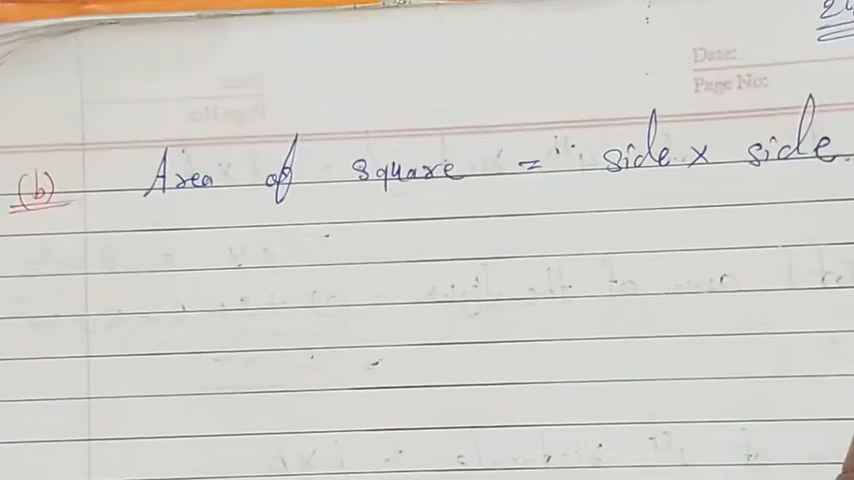 Date:
Page No:
(b) Area of square = side x side